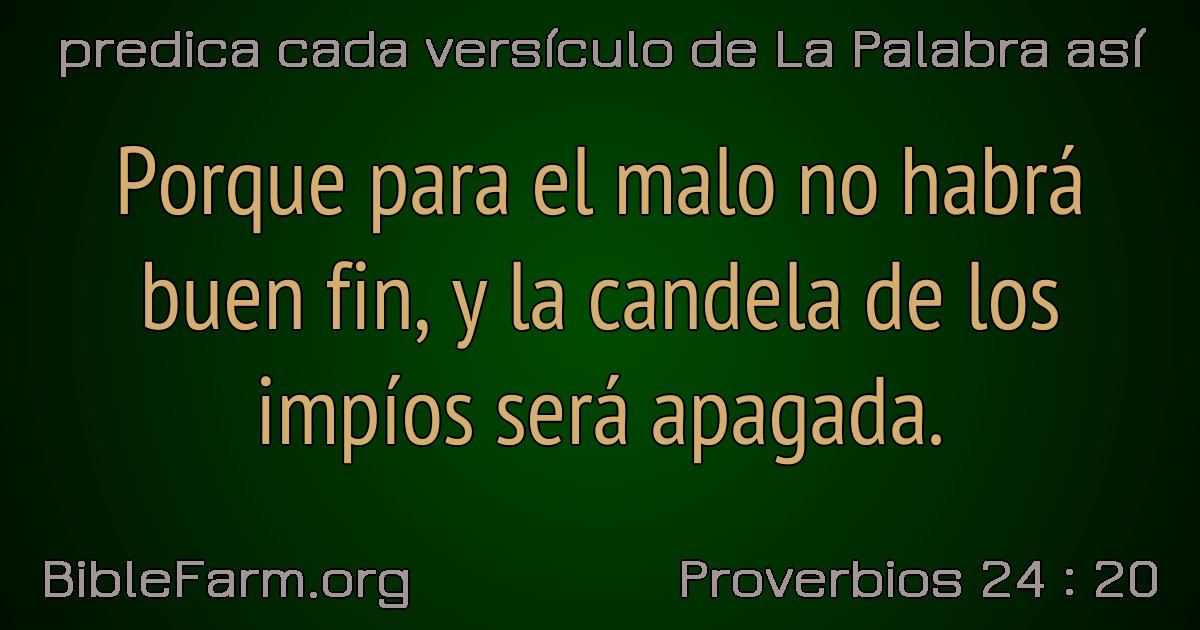 predica cada versículo de La Palabra así
Porque para el malo no habrá
buen fin, y la candela de los
impíos será apagada.
BibleFarm.org
Proverbios 24 : 20